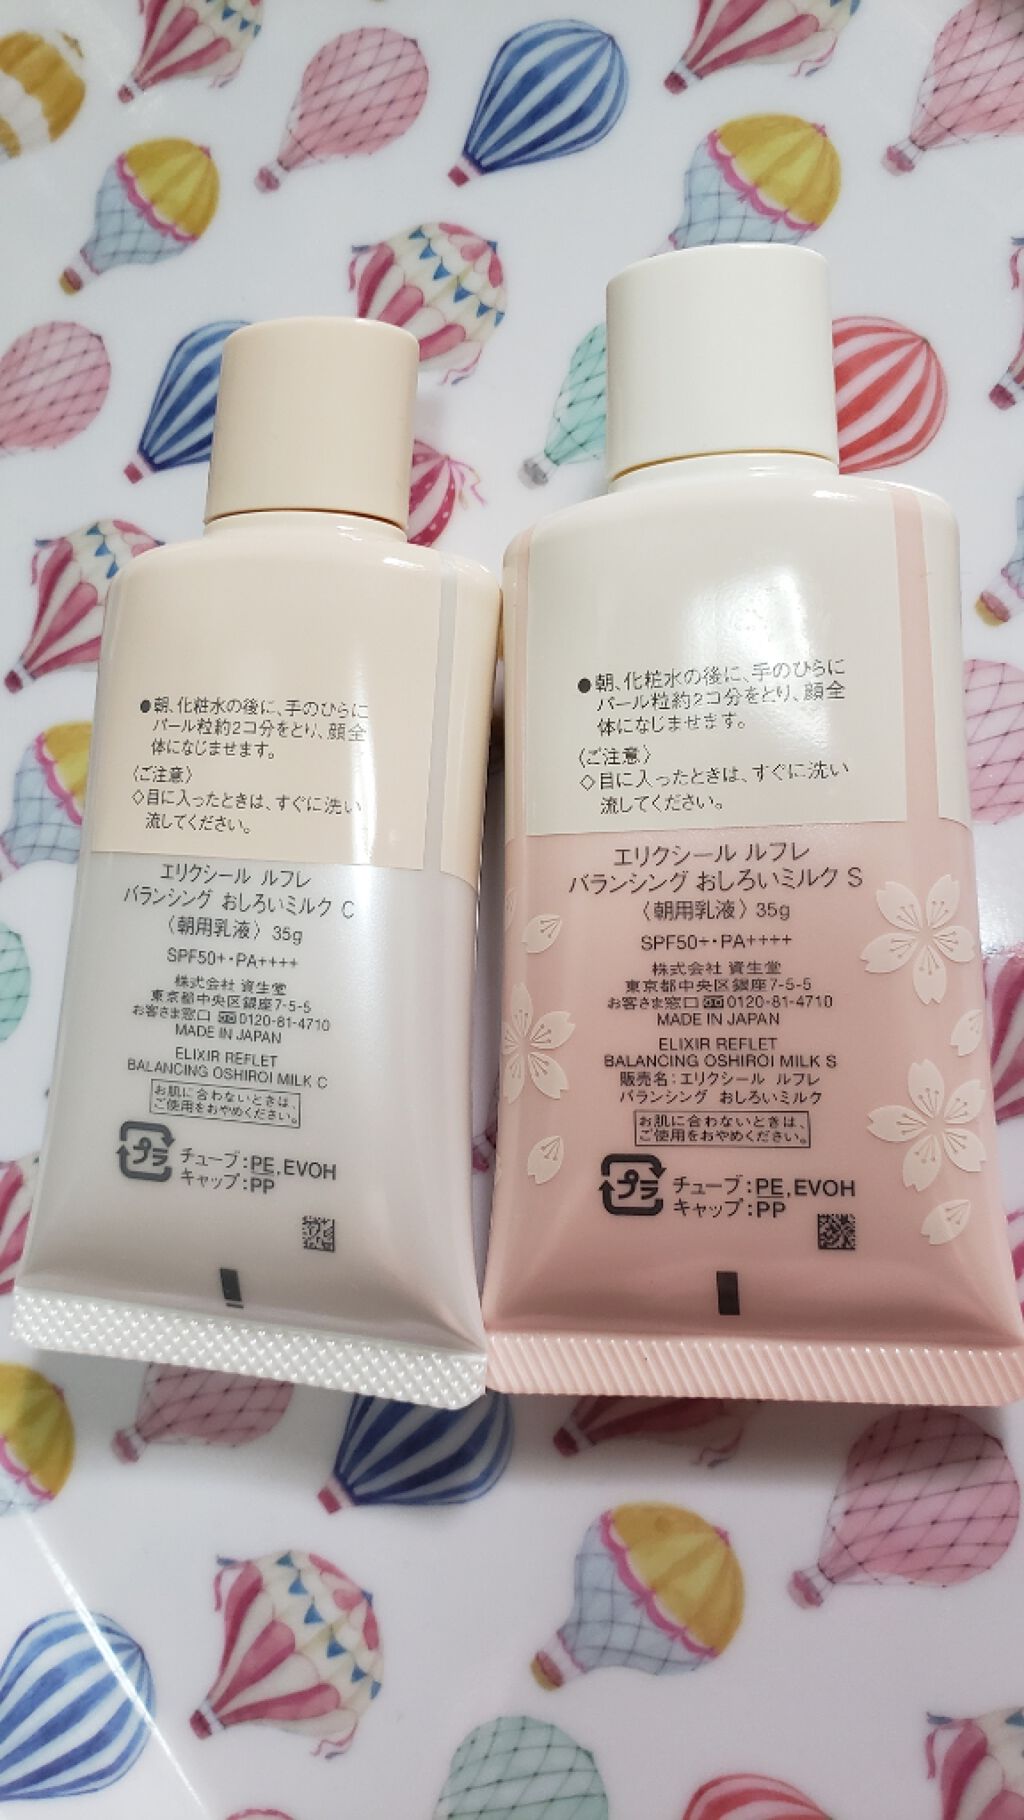 ●朝、化粧水の後に、手のひらに
パール粒約2コ分をとり、顔全
体になじませます。
〈ご注意〉
◇目に入ったときは、すぐに洗い
流してください。
エリクシール ルフレ
バランシング おしろいミルク C
〈朝用乳液〉 35g
SPF50+・PA++++
株式会社 資生堂
東京都中央区銀座7-5-5
お客さま窓口 0120-81-4710
MADE IN JAPAN
ELIXIR REFLET
BALANCING OSHIROI MILK C
お肌に合わないときは、
ご使用をおやめください。
プラ
チューブ:PE,EVOH
キャップ:PP
●朝、化粧水の後に、手のひらに
パール粒約2コ分をとり、顔全
体になじませます。
〈ご注意〉
◇目に入ったときは、すぐに洗い
流してください。
エリクシール ルフレ
バランシング おしろいミルク S
〈朝用乳液〉 35g
SPF50+・PA++++
株式会社 資生堂
東京都中央区銀座7-5-5
お客さま窓口 0120-81-4710
MADE IN JAPAN
ELIXIR REFLET
BALANCING OSHIROI MILK S
販売名:エリクシール ルフレ
バランシング おしろいミルク
お肌に合わないときは、
ご使用をおやめください。
プラ
チューブ:PE,EVOH
キャップ:PP